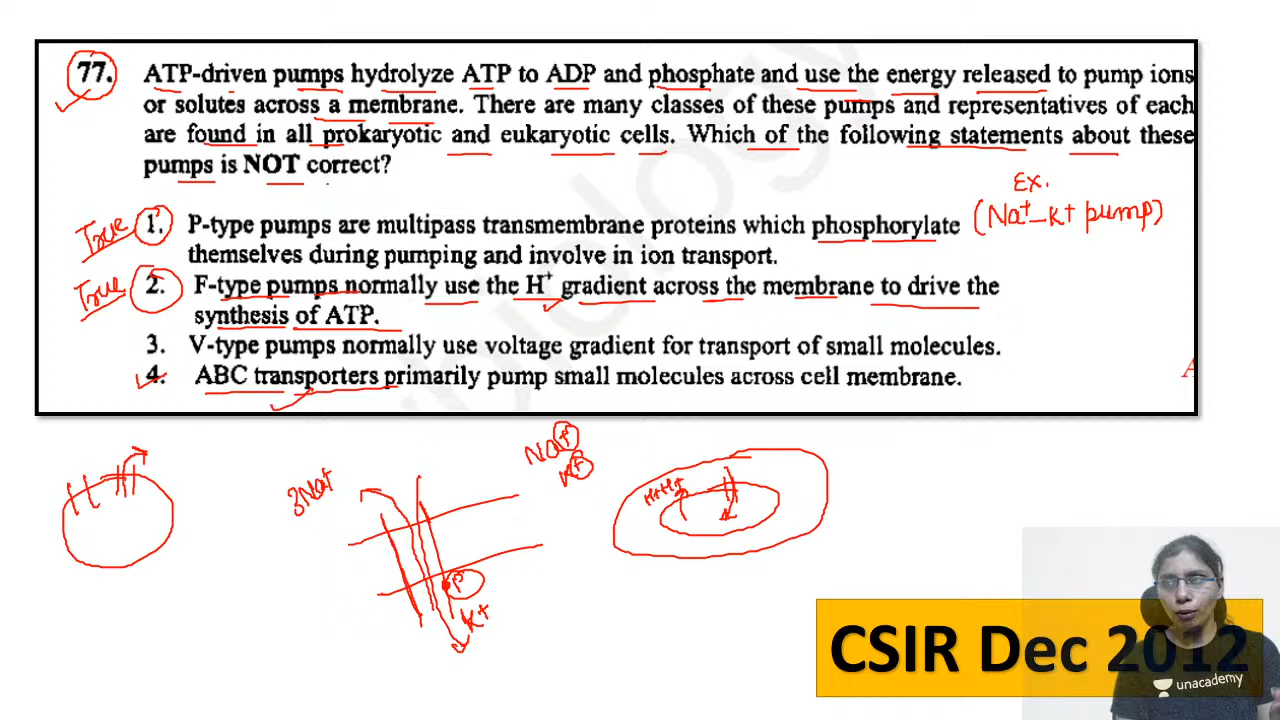 77. ATP-driven pumps hydrolyze ATP to ADP and phosphate and use the energy released to pump ions
or solutes across a membrane. There are many classes of these pumps and representatives of each
are found in all prokaryotic and eukaryotic cells. Which of the following statements about these
pumps is NOT correct?
Ex.
(Na+-K+ pump)
True 1. P-type pumps are multipass transmembrane proteins which phosphorylate
themselves during pumping and involve in ion transport.
True 2. F-type pumps normally use the H+ gradient across the membrane to drive the
synthesis of ATP.
3. V-type pumps normally use voltage gradient for transport of small molecules.
4. ABC transporters primarily pump small molecules across cell membrane.
Na+
K+
3Na+
H+H+
P
K+
CSIR Dec 2012
unacademy